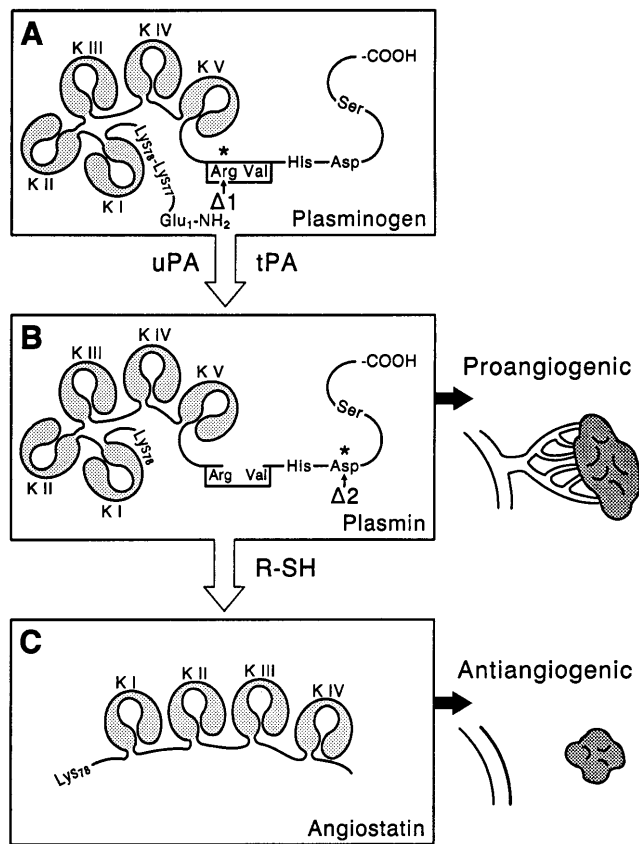 A
K III
K IV
K V
K II
K I
Lys78-Lys77
Glu1-NH2
*
Arg Val
Δ1
His—Asp
Ser
-COOH
Plasminogen
uPA tPA
B
K III
K IV
K V
K II
K I
Lys78
Arg Val
His—Asp
*
Δ2
Ser
-COOH
Plasmin
Proangiogenic
R-SH
C
K I
K II
K III
K IV
Lys78
Angiostatin
Antiangiogenic